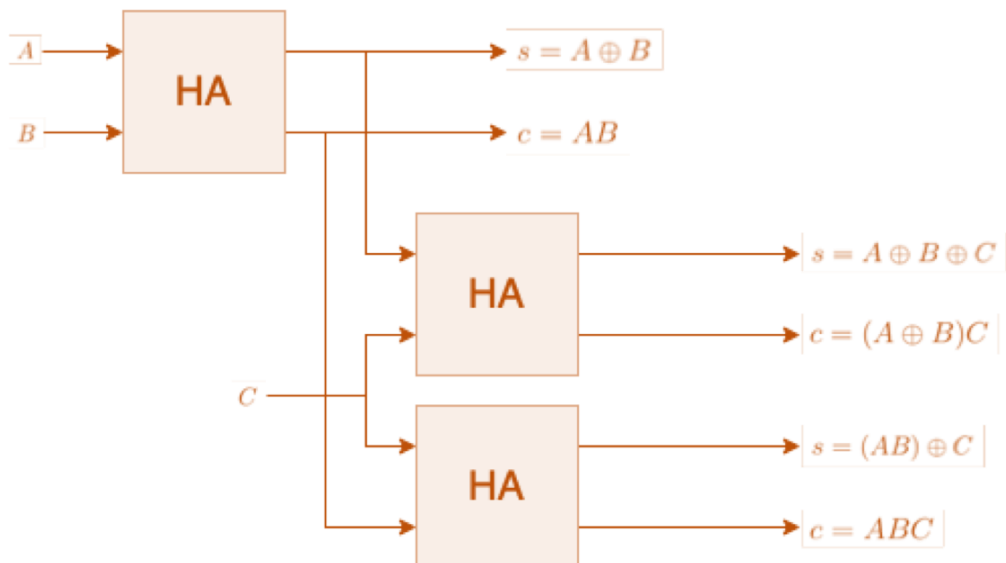 A
s = A ⊕ B
HA
B
c = AB
s = A ⊕ B ⊕ C
HA
c = (A ⊕ B)C
C
s = (AB) ⊕ C
HA
c = ABC